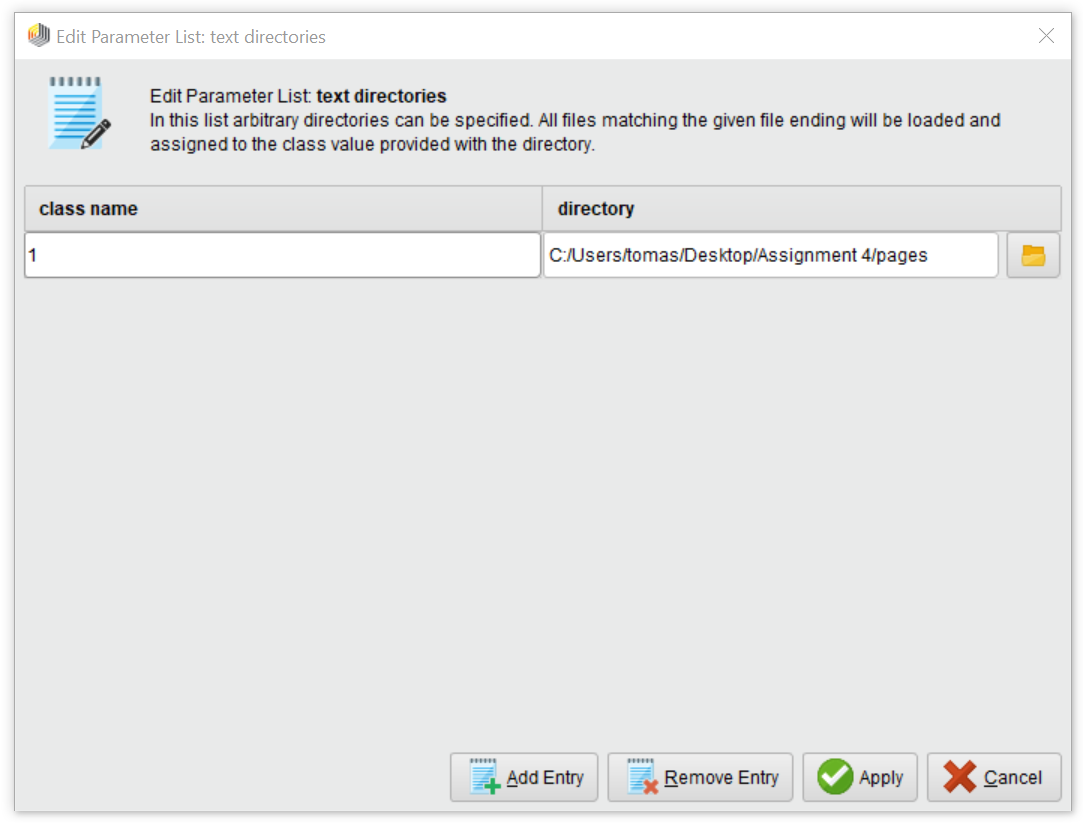 Edit Parameter List: text directories
Edit Parameter List: text directories
In this list arbitrary directories can be specified. All files matching the given file ending will be loaded and
assigned to the class value provided with the directory.
class name directory
1 C:/Users/tomas/Desktop/Assignment 4/pages
Add Entry Remove Entry Apply Cancel